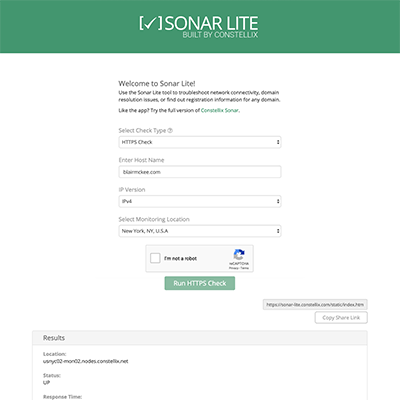 [✓] SONAR LITE
BUILT BY CONSTELLIX
Welcome to Sonar Lite!
Use the Sonar Lite tool to troubleshoot network connectivity, domain
resolution issues, or find out registration information for any domain.
Like the app? Try the full version of Constellix Sonar.
Select Check Type
HTTPS Check
Enter Host Name
blairmckee.com
IP Version
IPv4
Select Monitoring Location
New York, NY, U.S.A
I'm not a robot
reCAPTCHA
Privacy - Terms
Run HTTPS Check
https://sonar-lite.constellix.com/static/index.htm
Copy Share Link
Results
Location:
usnyc02-mon02.nodes.constellix.net
Status:
UP
Response Time: